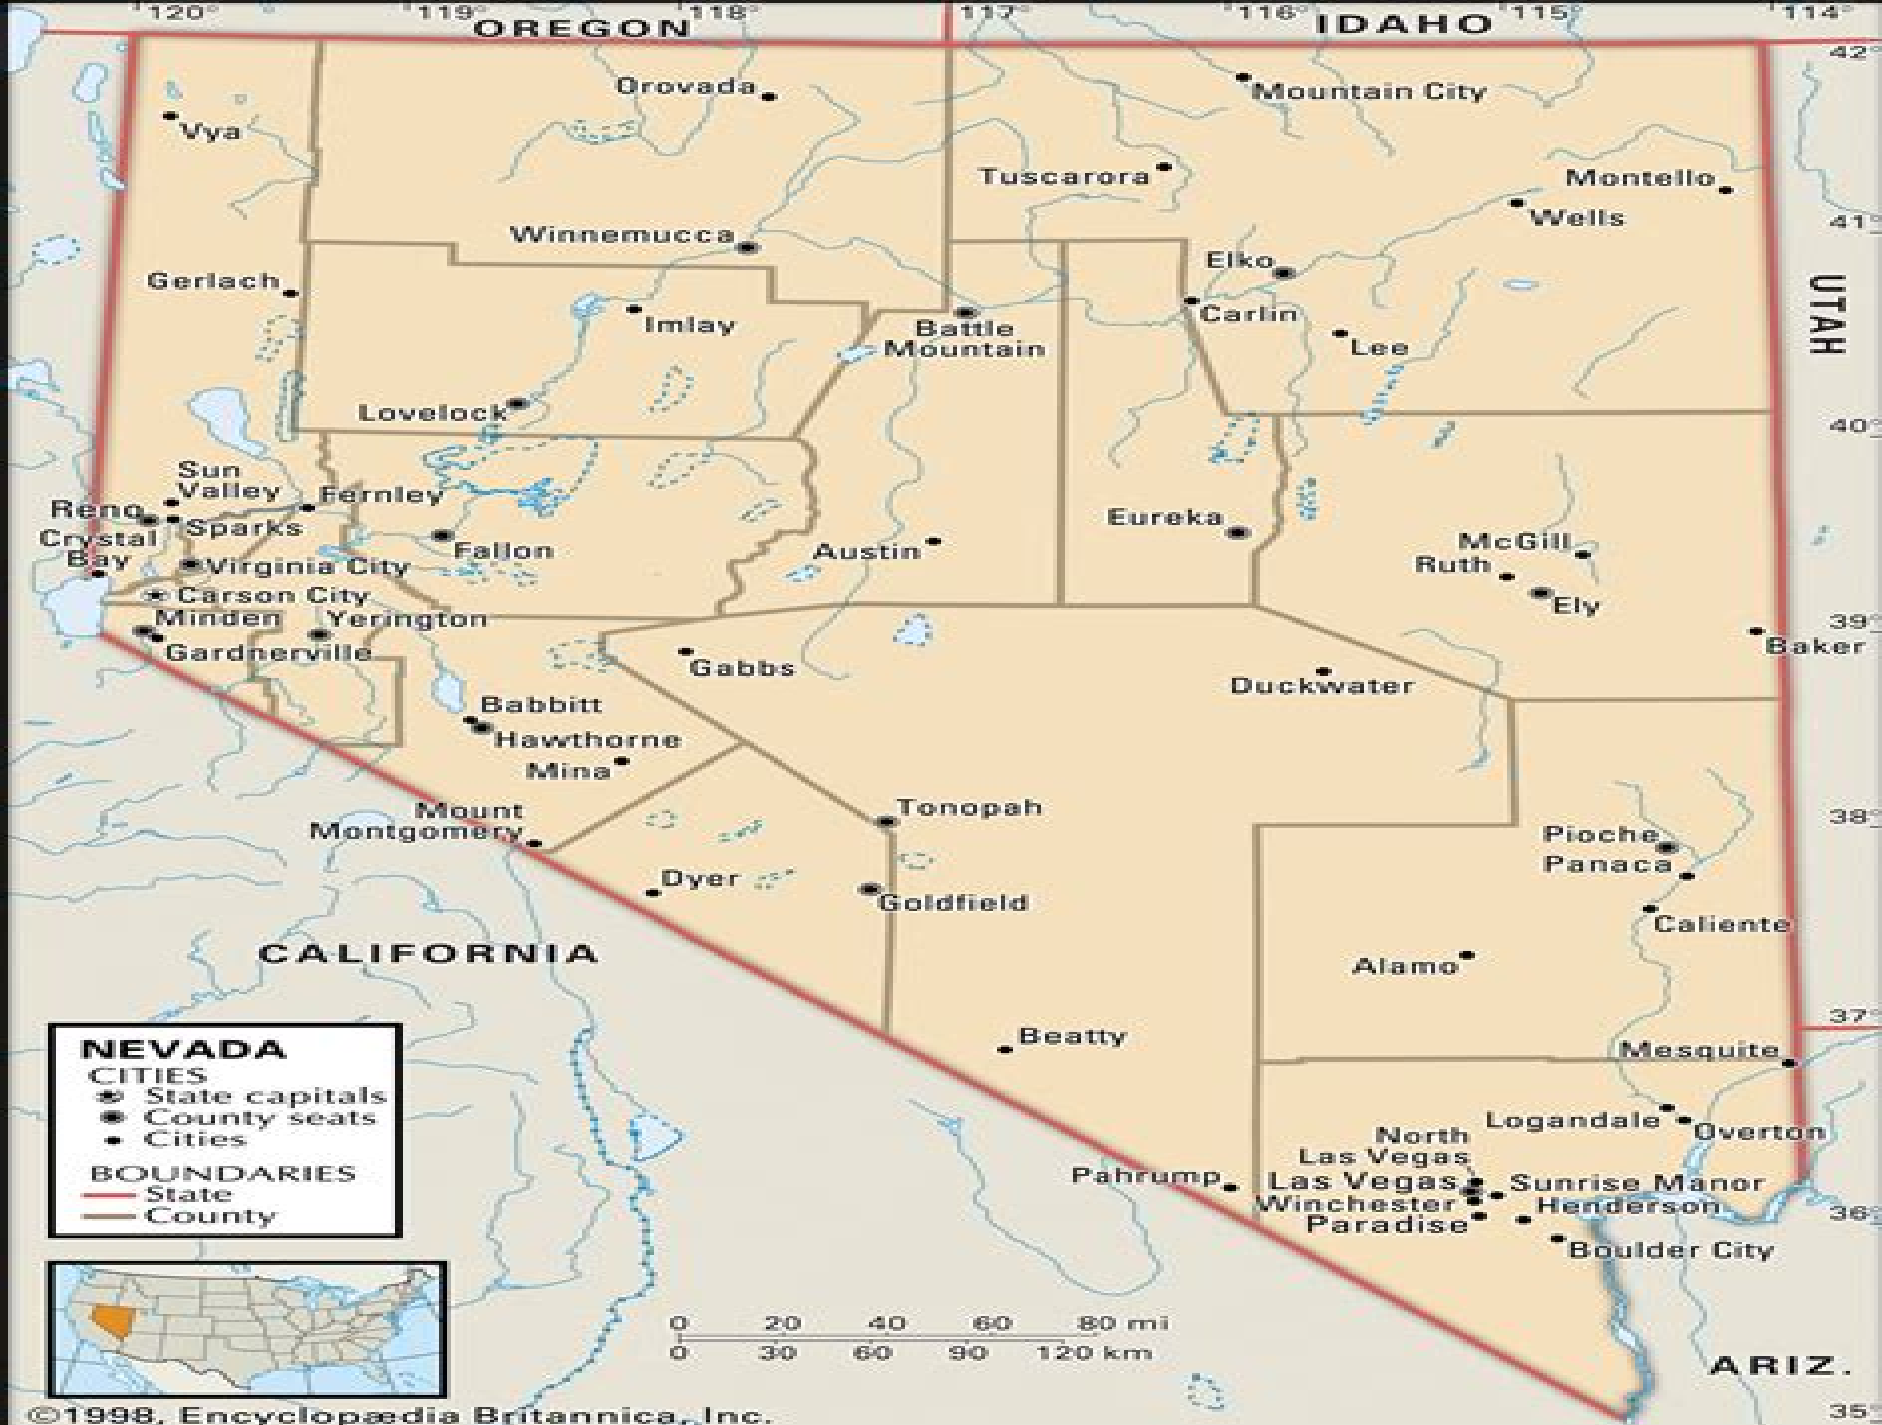 120° 119° 118° 117° 116° 115° 114°
OREGON
IDAHO
42°
Orovada
Mountain City
Vya
Tuscarora
Montello
Wells
41°
Winnemucca
Elko
Gerlach
UTAH
Carlin
Imlay
Battle
Mountain
Lee
Lovelock
40°
Sun
Valley
Fernley
Reno
Sparks
Crystal
Bay
Eureka
Fallon
Austin
McGill
Ruth
Virginia City
Carson City
Ely
Minden
Yerington
39°
Baker
Gardnerville
Gabbs
Duckwater
Babbitt
Hawthorne
Mina
Mount
Montgomery
Tonopah
38°
Pioche
Panaca
Dyer
Goldfield
Caliente
CALIFORNIA
Alamo
37°
Beatty
Mesquite
NEVADA
CITIES
State capitals
County seats
Cities
BOUNDARIES
State
County
Logandale
Overton
North
Las Vegas
Pahrump
Las Vegas
Sunrise Manor
Winchester
Henderson
Paradise
36°
Boulder City
0 20 40 60 80 mi
0 30 60 90 120 km
ARIZ.
35°
©1998, Encyclopædia Britannica, Inc.